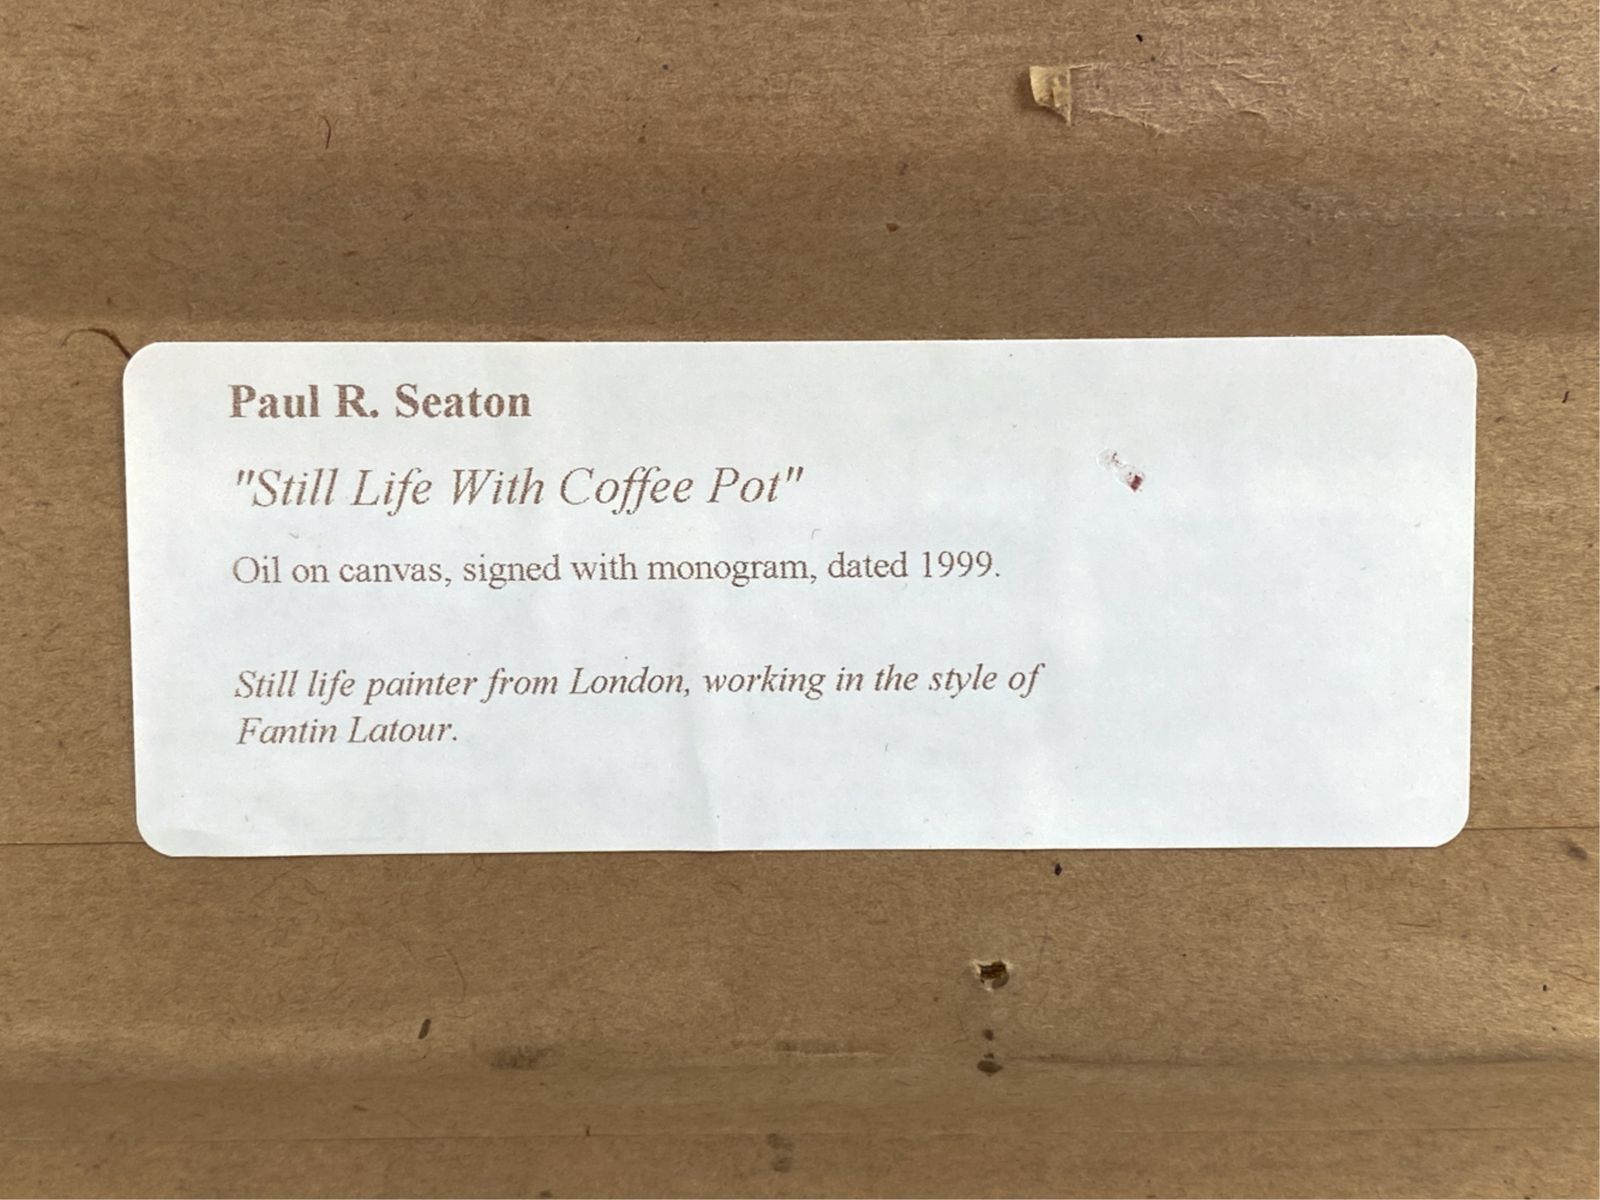 Paul R. Seaton
"Still Life With Coffee Pot"
Oil on canvas, signed with monogram, dated 1999.
Still life painter from London, working in the style of
Fantin Latour.